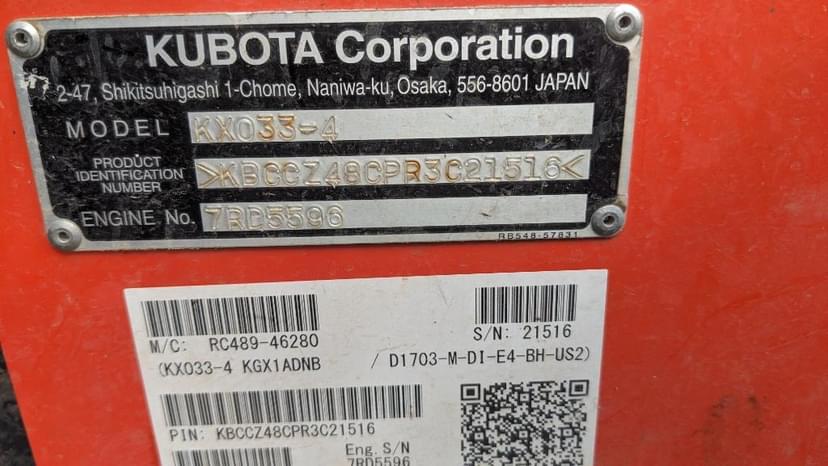 KUBOTA Corporation
2-47, Shikitsuhigashi 1-Chome, Naniwa-ku, Osaka, 556-8601 JAPAN
MODEL KX033-4
PRODUCT IDENTIFICATION NUMBER >KBCCZ48CPR3C21516<
ENGINE No. 7RD5596
RB548-57831
M/C: RC489-46280
S/N: 21516
(KX033-4 KGX1ADNB / D1703-M-DI-E4-BH-US2)
PIN: KBCCZ48CPR3C21516
Eng. S/N
7RD5596